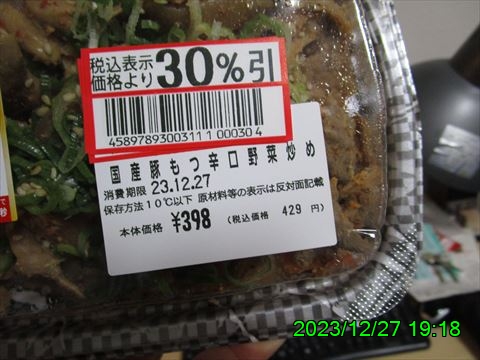 税込表示
価格より 30%引
4589789300311 000304
国産豚もつ辛口野菜炒め
消費期限 23.12.27
保存方法10℃以下 原材料等の表示は反対面記載
本体価格 ¥398 (税込価格 429 円)
2023/12/27 19:18